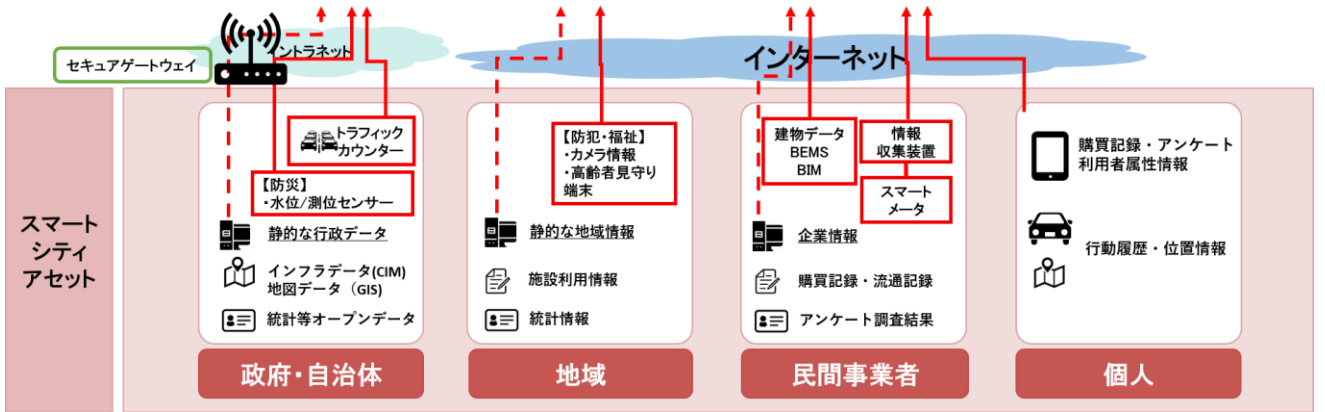 セキュアゲートウェイ
ントラネット
インターネット
スマート
シティ
アセット
トラフィック
カウンター
【防災】
・水位/測位センサー
静的な行政データ
インフラデータ(CIM)
地図データ（GIS)
統計等オープンデータ
政府・自治体
【防犯・福祉】
・カメラ情報
・高齢者見守り
端末
静的な地域情報
施設利用情報
統計情報
地域
建物データ
BEMS
BIM
情報
収集装置
スマート
メータ
企業情報
購買記録・流通記録
アンケート調査結果
民間事業者
購買記録・アンケート
利用者属性情報
行動履歴・位置情報
個人